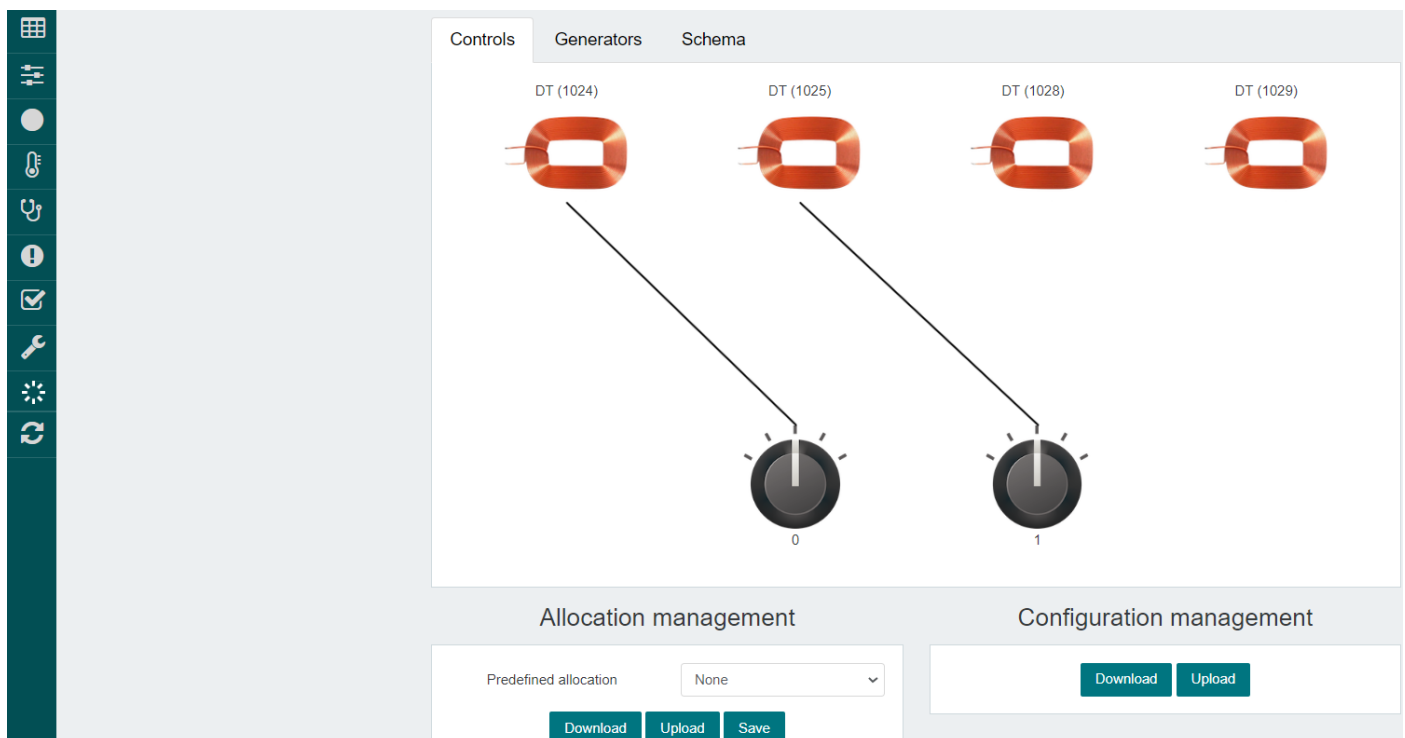 Controls Generators Schema
DT (1024) DT (1025) DT (1028) DT (1029)
0 1
Allocation management Configuration management
Predefined allocation None
Download Upload
Download Upload Save